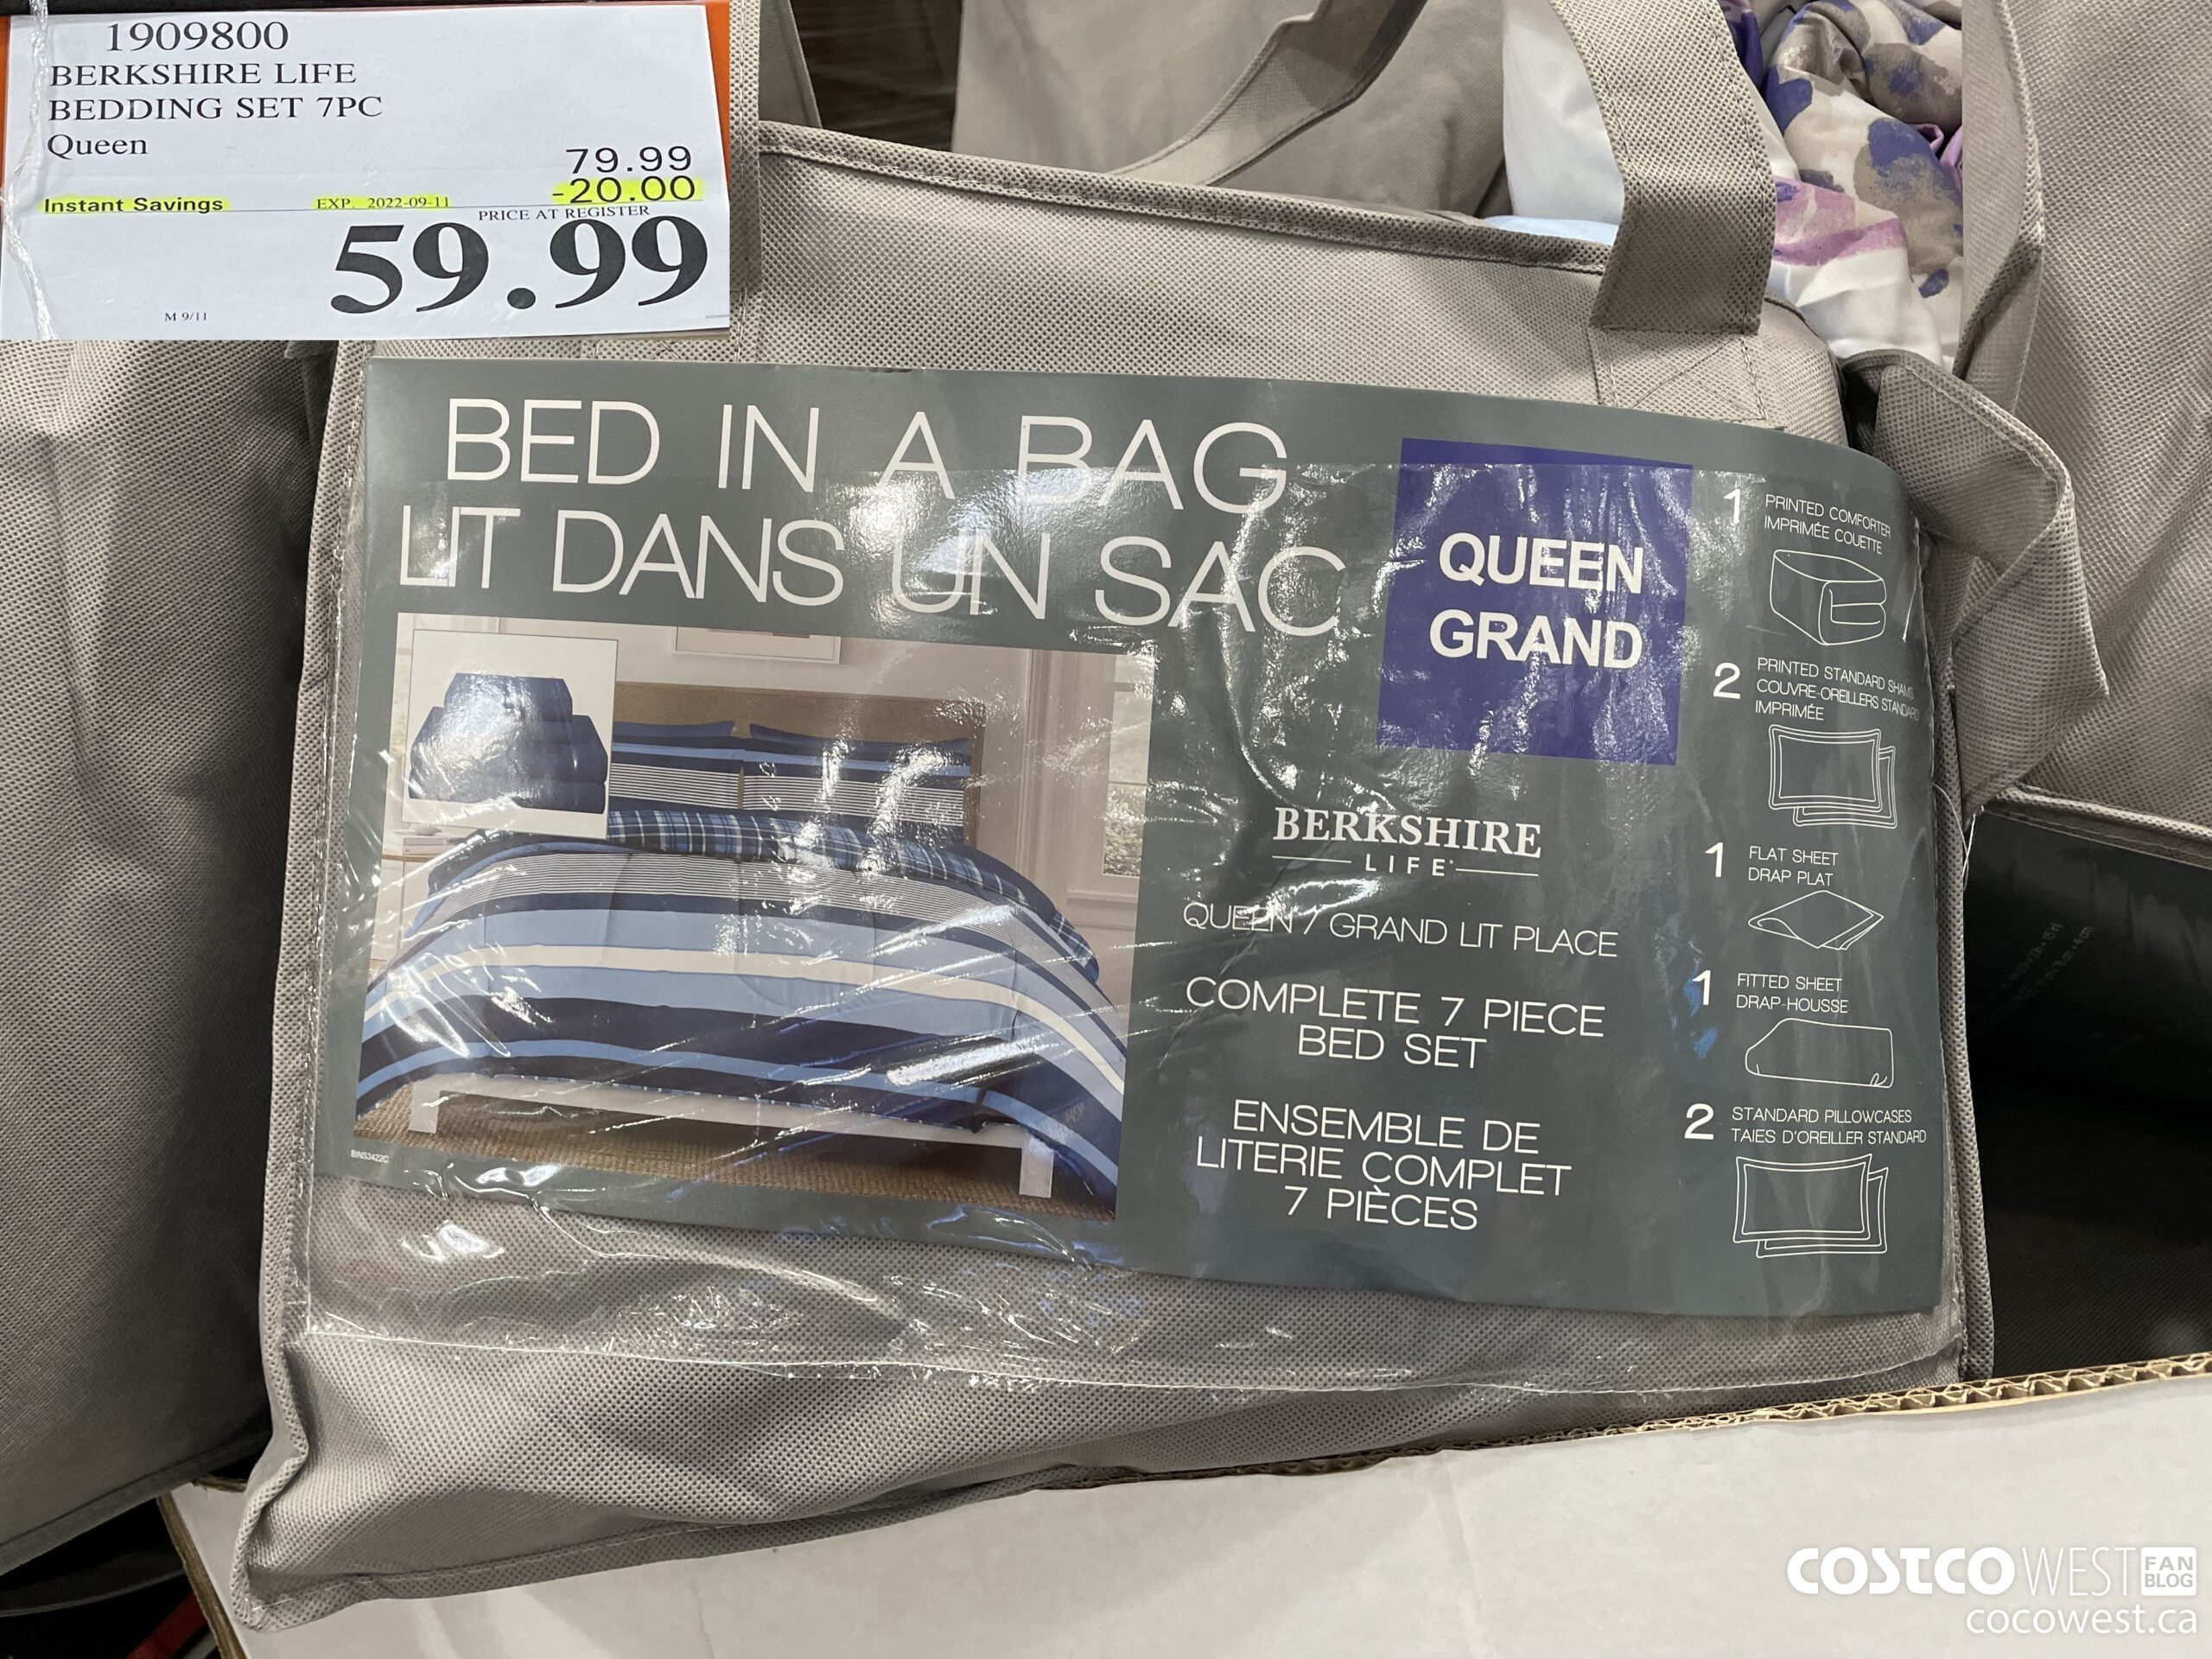 1909800
BERKSHIRE LIFE
BEDDING SET 7PC
Queen
79.99
Instant Savings EXP. 2022-09-11 -20.00
PRICE AT REGISTER
59.99
M 9/11
BED IN A BAG
LIT DANS UN SAC
QUEEN
GRAND
BERKSHIRE
LIFE
QUEEN / GRAND LIT PLACE
COMPLETE 7 PIECE
BED SET
ENSEMBLE DE
LITERIE COMPLET
7 PIÈCES
BINS3422C
1 PRINTED COMFORTER
IMPRIMÉE COUETTE
2 PRINTED STANDARD SHAMS
COUVRE-OREILLERS STANDARD
IMPRIMÉE
1 FLAT SHEET
DRAP PLAT
1 FITTED SHEET
DRAP-HOUSSE
2 STANDARD PILLOWCASES
TAIES D'OREILLER STANDARD
COSTCO WEST FAN BLOG
cocowest.ca